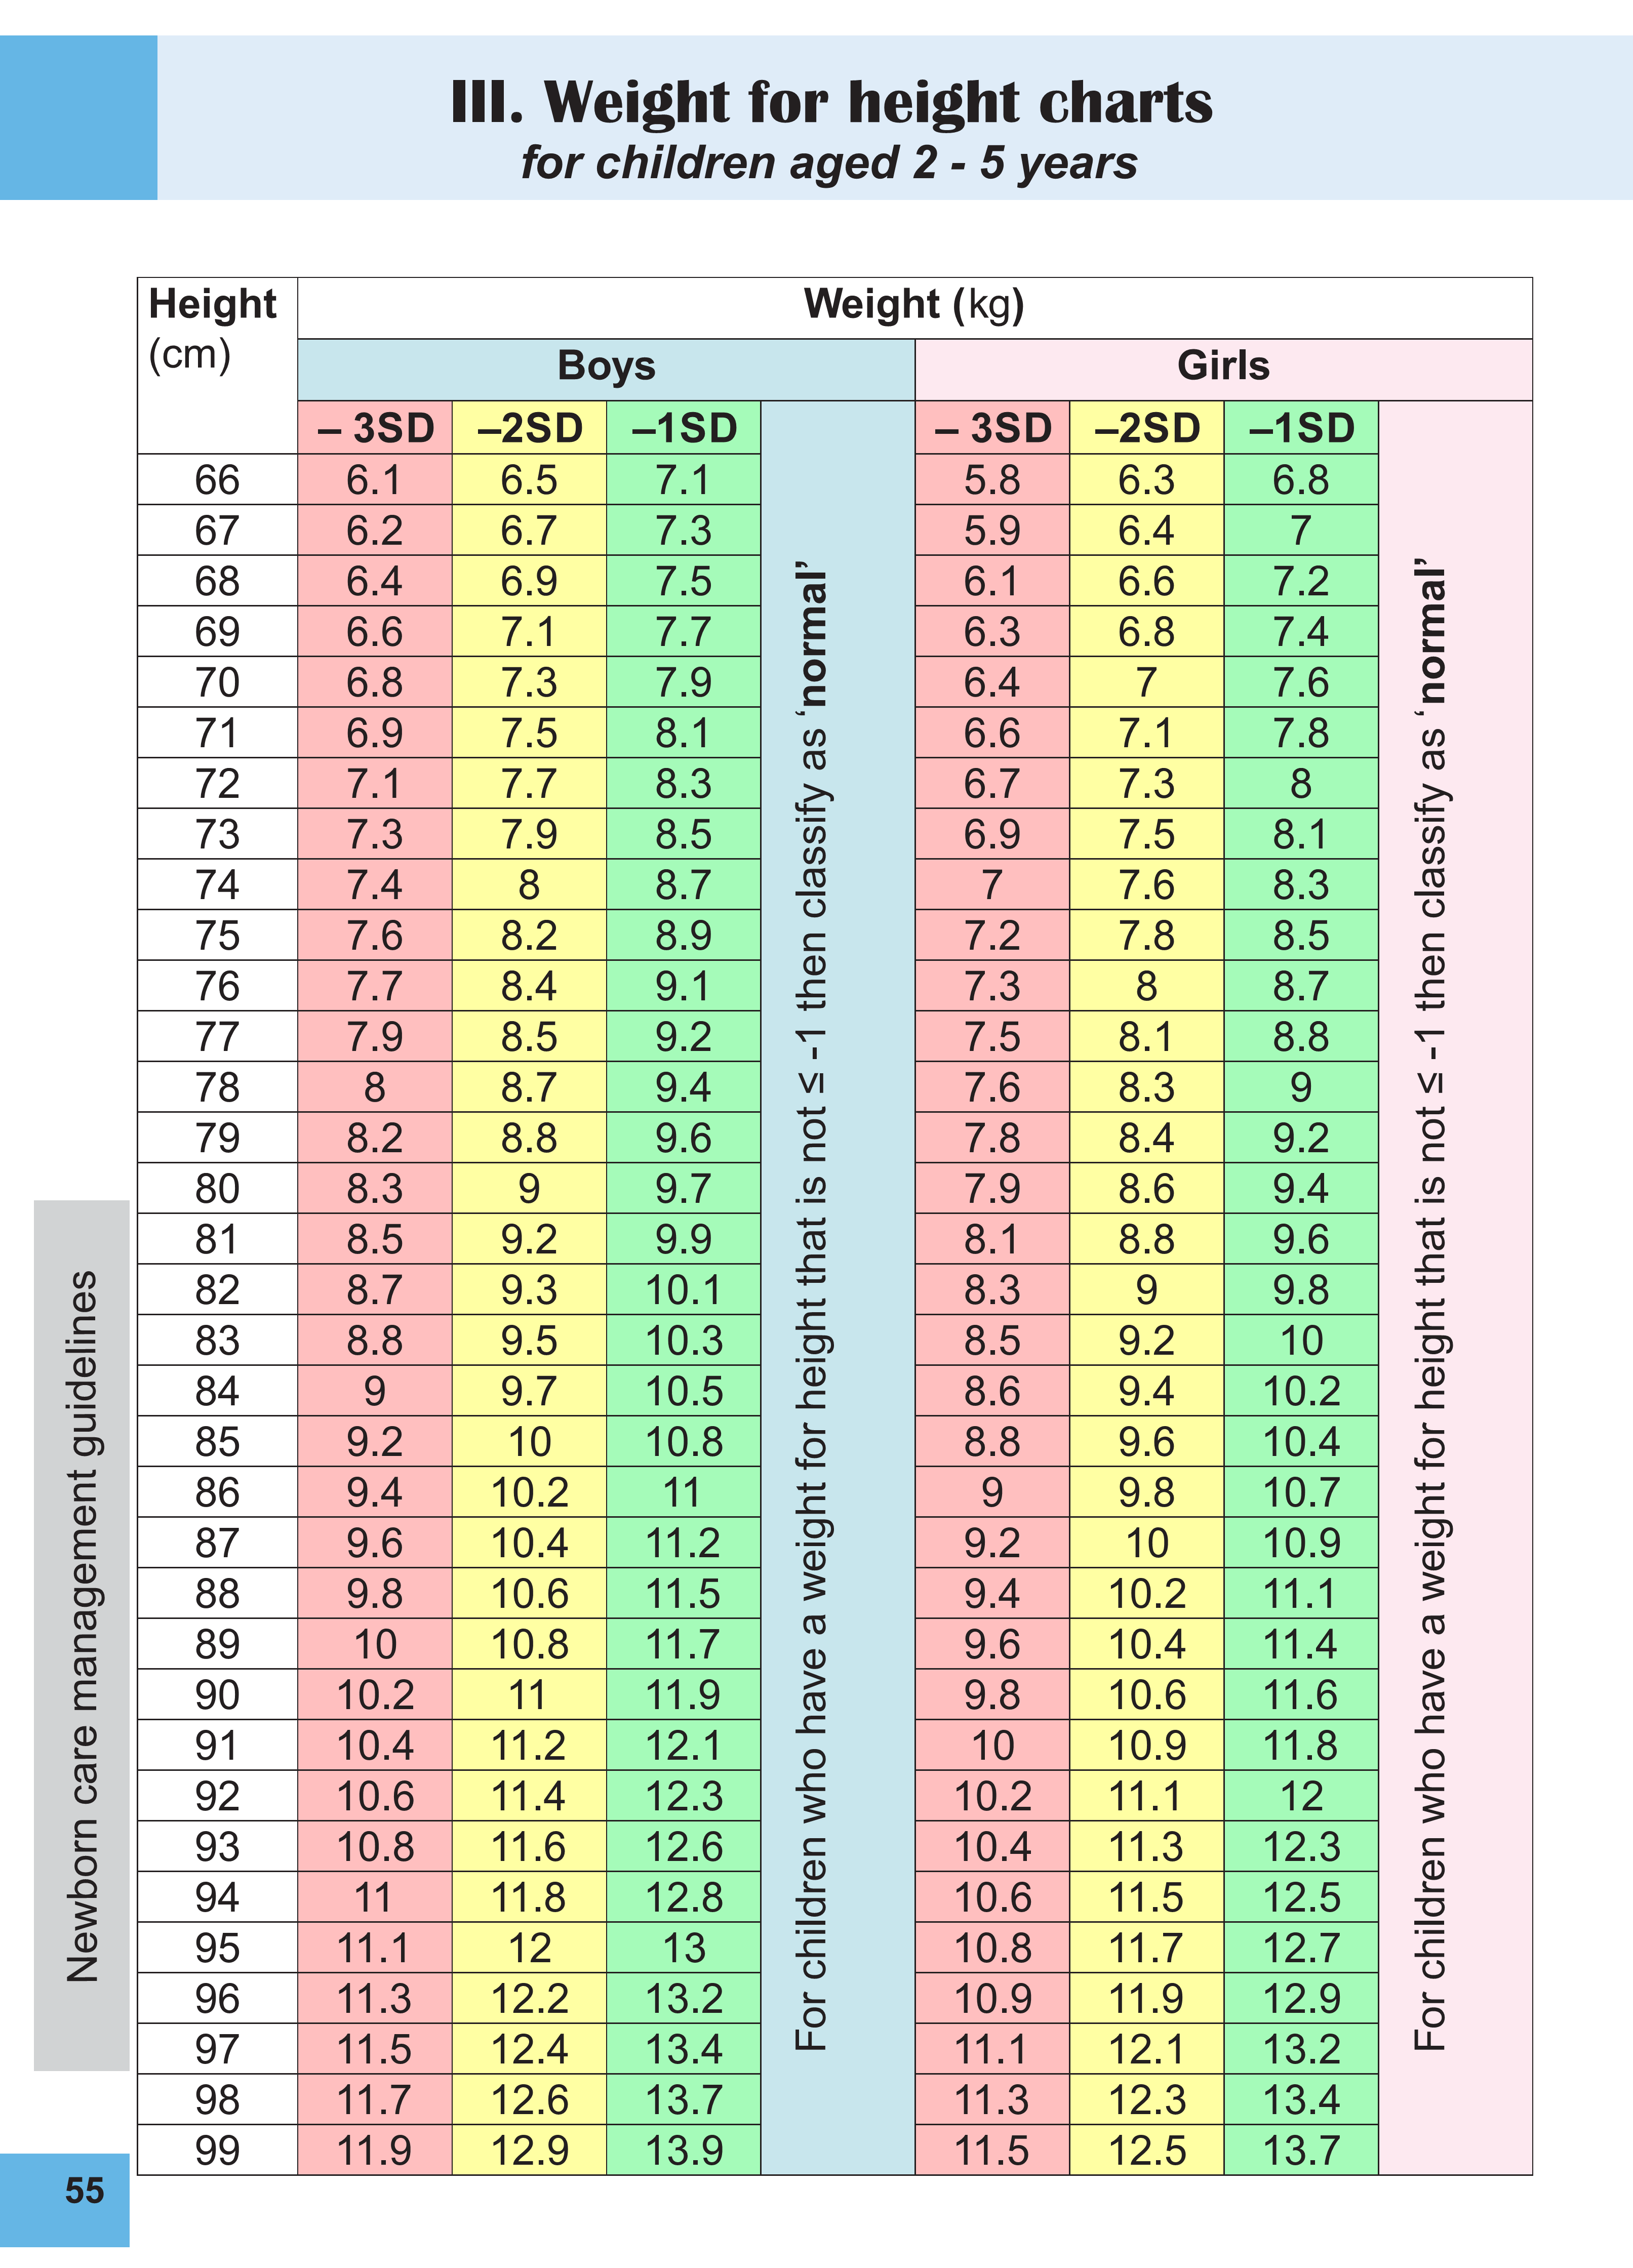 III. Weight for height charts
for children aged 2 - 5 years
Height (cm) Weight (kg)
Boys Girls
– 3SD –2SD –1SD – 3SD –2SD –1SD
66 6.1 6.5 7.1 5.8 6.3 6.8
67 6.2 6.7 7.3 5.9 6.4 7
68 6.4 6.9 7.5 6.1 6.6 7.2
69 6.6 7.1 7.7 6.3 6.8 7.4
70 6.8 7.3 7.9 6.4 7 7.6
71 6.9 7.5 8.1 6.6 7.1 7.8
72 7.1 7.7 8.3 6.7 7.3 8
73 7.3 7.9 8.5 6.9 7.5 8.1
74 7.4 8 8.7 7 7.6 8.3
75 7.6 8.2 8.9 7.2 7.8 8.5
76 7.7 8.4 9.1 7.3 8 8.7
77 7.9 8.5 9.2 7.5 8.1 8.8
78 8 8.7 9.4 7.6 8.3 9
79 8.2 8.8 9.6 7.8 8.4 9.2
80 8.3 9 9.7 7.9 8.6 9.4
81 8.5 9.2 9.9 8.1 8.8 9.6
82 8.7 9.3 10.1 8.3 9 9.8
83 8.8 9.5 10.3 8.5 9.2 10
84 9 9.7 10.5 8.6 9.4 10.2
85 9.2 10 10.8 8.8 9.6 10.4
86 9.4 10.2 11 9 9.8 10.7
87 9.6 10.4 11.2 9.2 10 10.9
88 9.8 10.6 11.5 9.4 10.2 11.1
89 10 10.8 11.7 9.6 10.4 11.4
90 10.2 11 11.9 9.8 10.6 11.6
91 10.4 11.2 12.1 10 10.9 11.8
92 10.6 11.4 12.3 10.2 11.1 12
93 10.8 11.6 12.6 10.4 11.3 12.3
94 11 11.8 12.8 10.6 11.5 12.5
95 11.1 12 13 10.8 11.7 12.7
96 11.3 12.2 13.2 10.9 11.9 12.9
97 11.5 12.4 13.4 11.1 12.1 13.2
98 11.7 12.6 13.7 11.3 12.3 13.4
99 11.9 12.9 13.9 11.5 12.5 13.7
For children who have a weight for height that is not ≤ -1 then classify as ‘normal’
For children who have a weight for height that is not ≤ -1 then classify as ‘normal’
Newborn care management guidelines
55